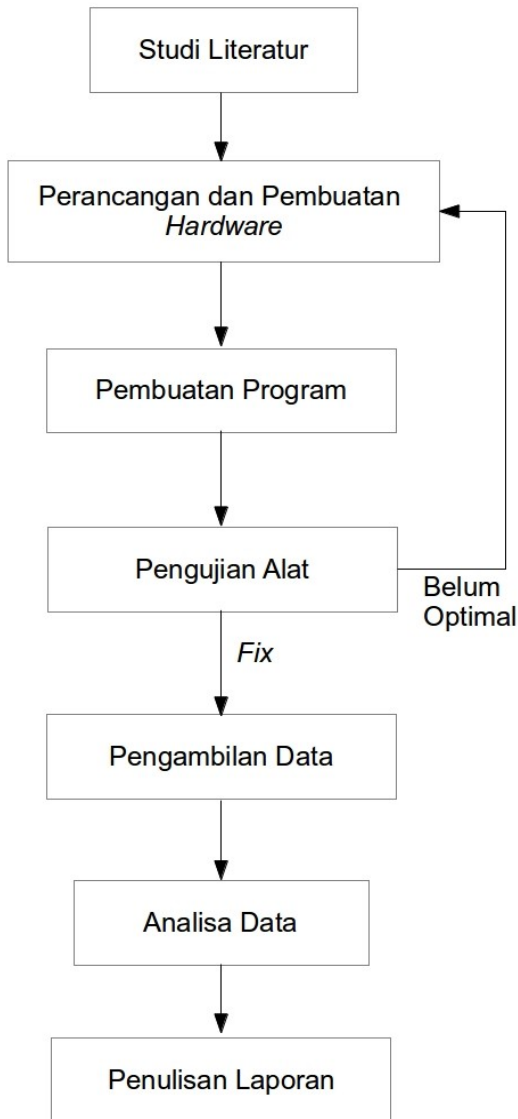 Studi Literatur
Perancangan dan Pembuatan
Hardware
Pembuatan Program
Pengujian Alat
Belum
Optimal
Fix
Pengambilan Data
Analisa Data
Penulisan Laporan